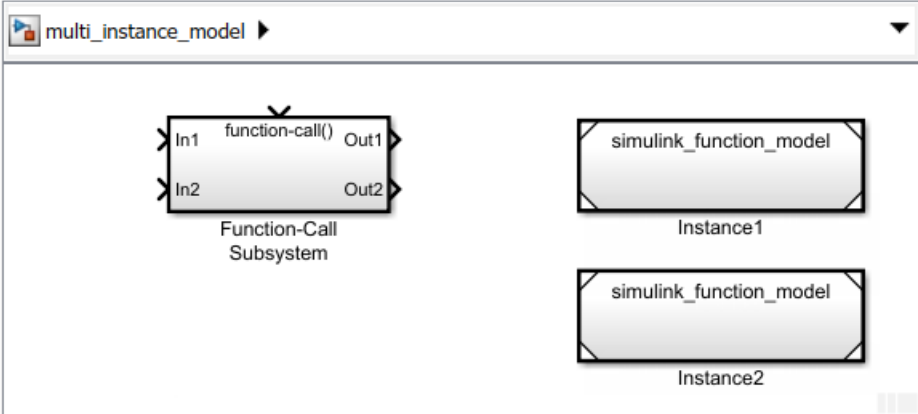 multi_instance_model
function-call()
In1
Out1
In2
Out2
Function-Call
Subsystem
simulink_function_model
Instance1
simulink_function_model
Instance2